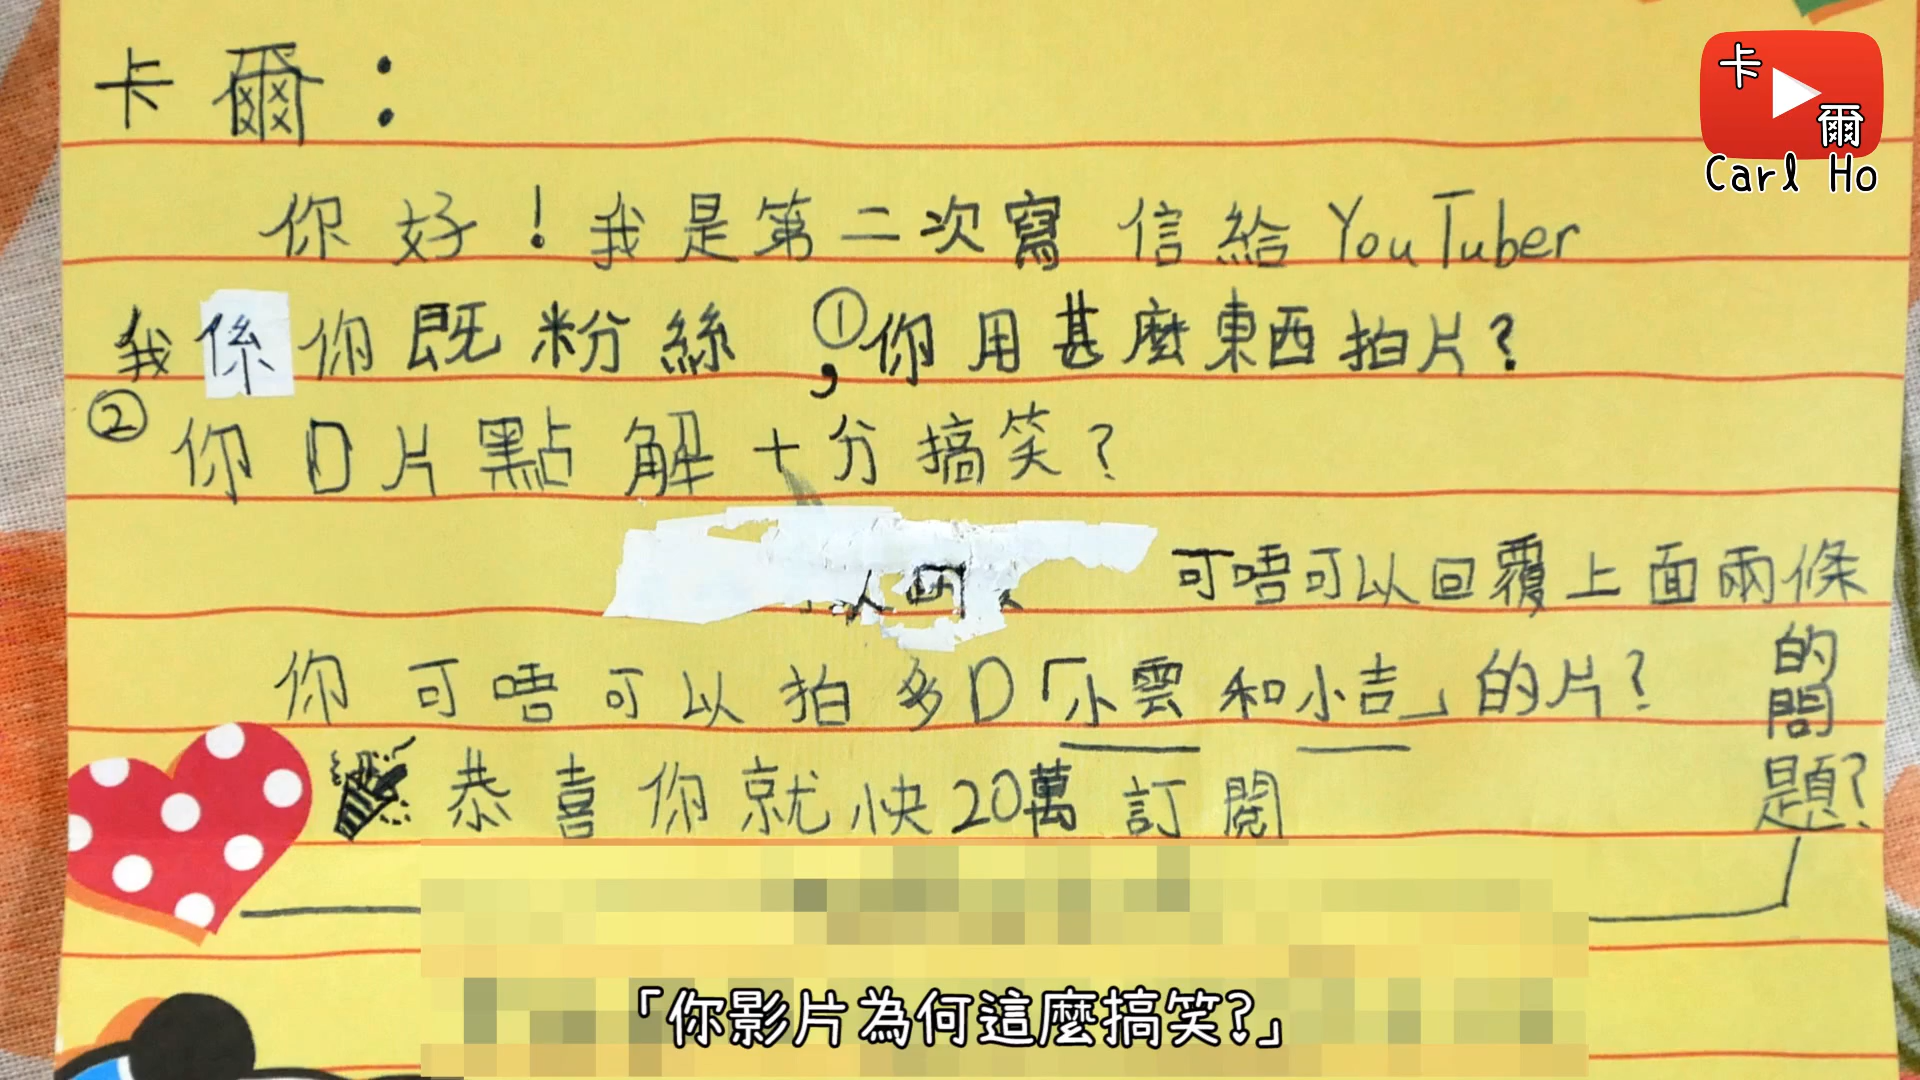 卡爾：
卡
爾
Carl Ho
你好！我是第二次寫信給YouTuber
我係你既粉絲，①你用甚麼東西拍片？
②你D片點解十分搞笑？
可唔可以回覆上面兩條
的問題？
你可唔可以拍多D「小雲和小吉」的片？
恭喜你就快20萬訂閱
「你影片為何這麼搞笑?」